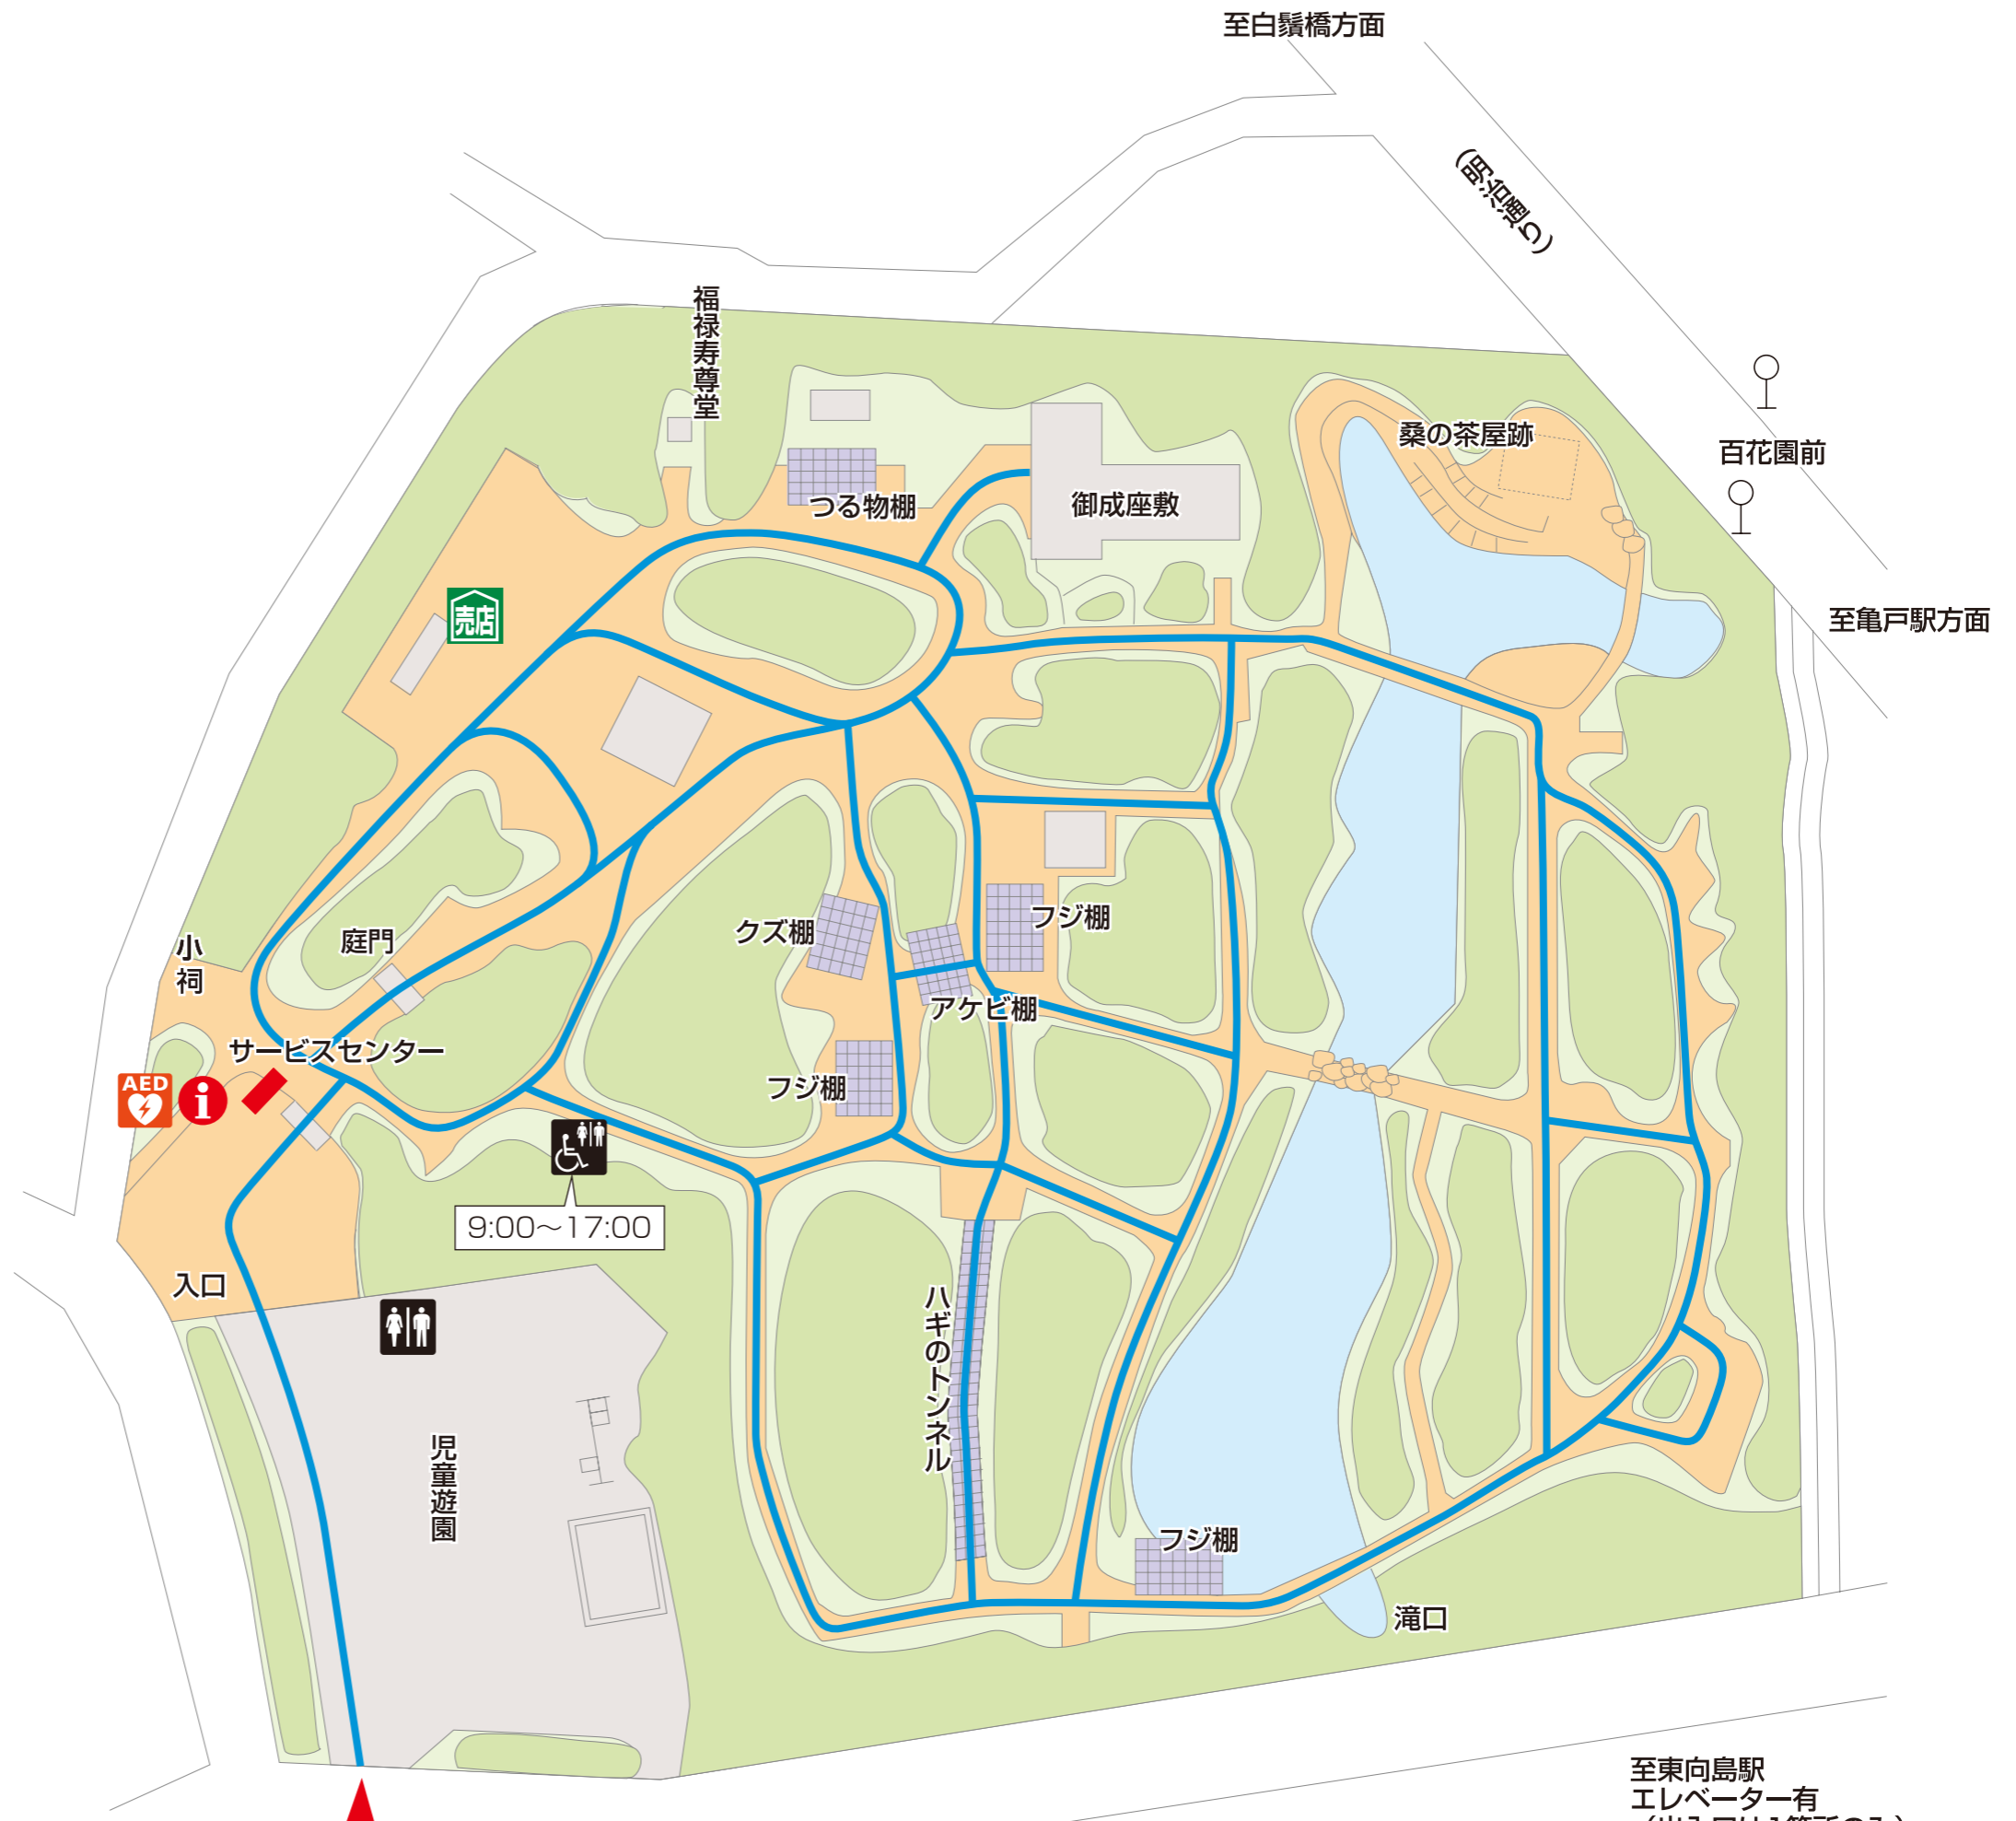 至白鬚橋方面
（明治通り）
福禄寿尊堂
桑の茶屋跡
百花園前
つる物棚
御成座敷
売店
至亀戸駅方面
クズ棚
フジ棚
庭門
小祠
アケビ棚
サービスセンター
AED
i
フジ棚
9:00～17:00
入口
ハギのトンネル
児童遊園
フジ棚
滝口
至東向島駅
エレベーター有